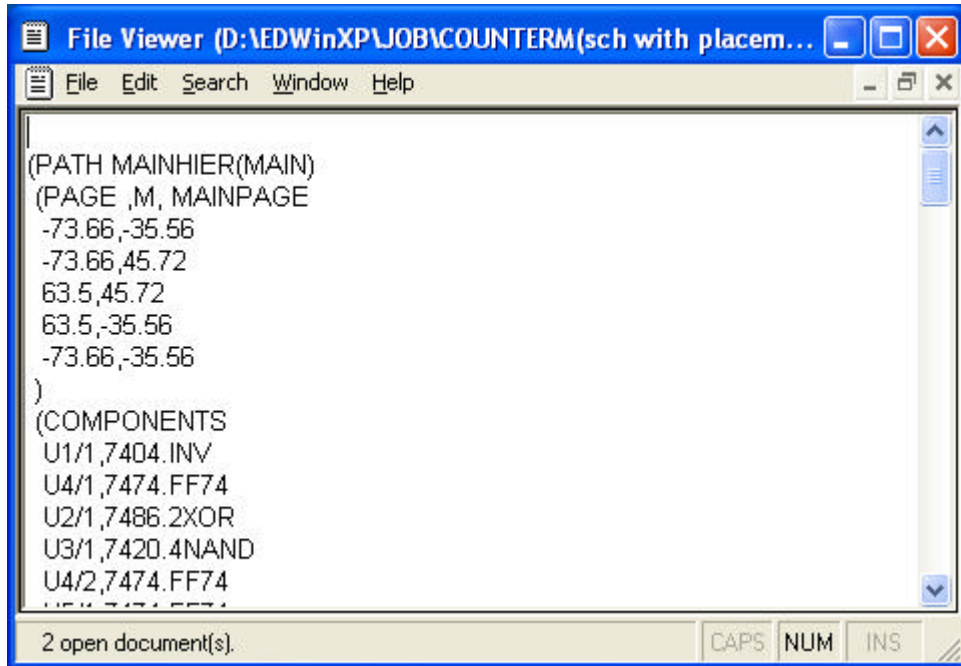 File Viewer (D:\EDWinXP\JOB\COUNTERM(sch with placem...
File Edit Search Window Help
(PATH MAINHIER(MAIN)
(PAGE ,M, MAINPAGE
-73.66,-35.56
-73.66,45.72
63.5,45.72
63.5,-35.56
-73.66,-35.56
)
(COMPONENTS
U1/1,7404.INV
U4/1,7474.FF74
U2/1,7486.2XOR
U3/1,7420.4NAND
U4/2,7474.FF74
2 open document(s).
CAPS NUM INS